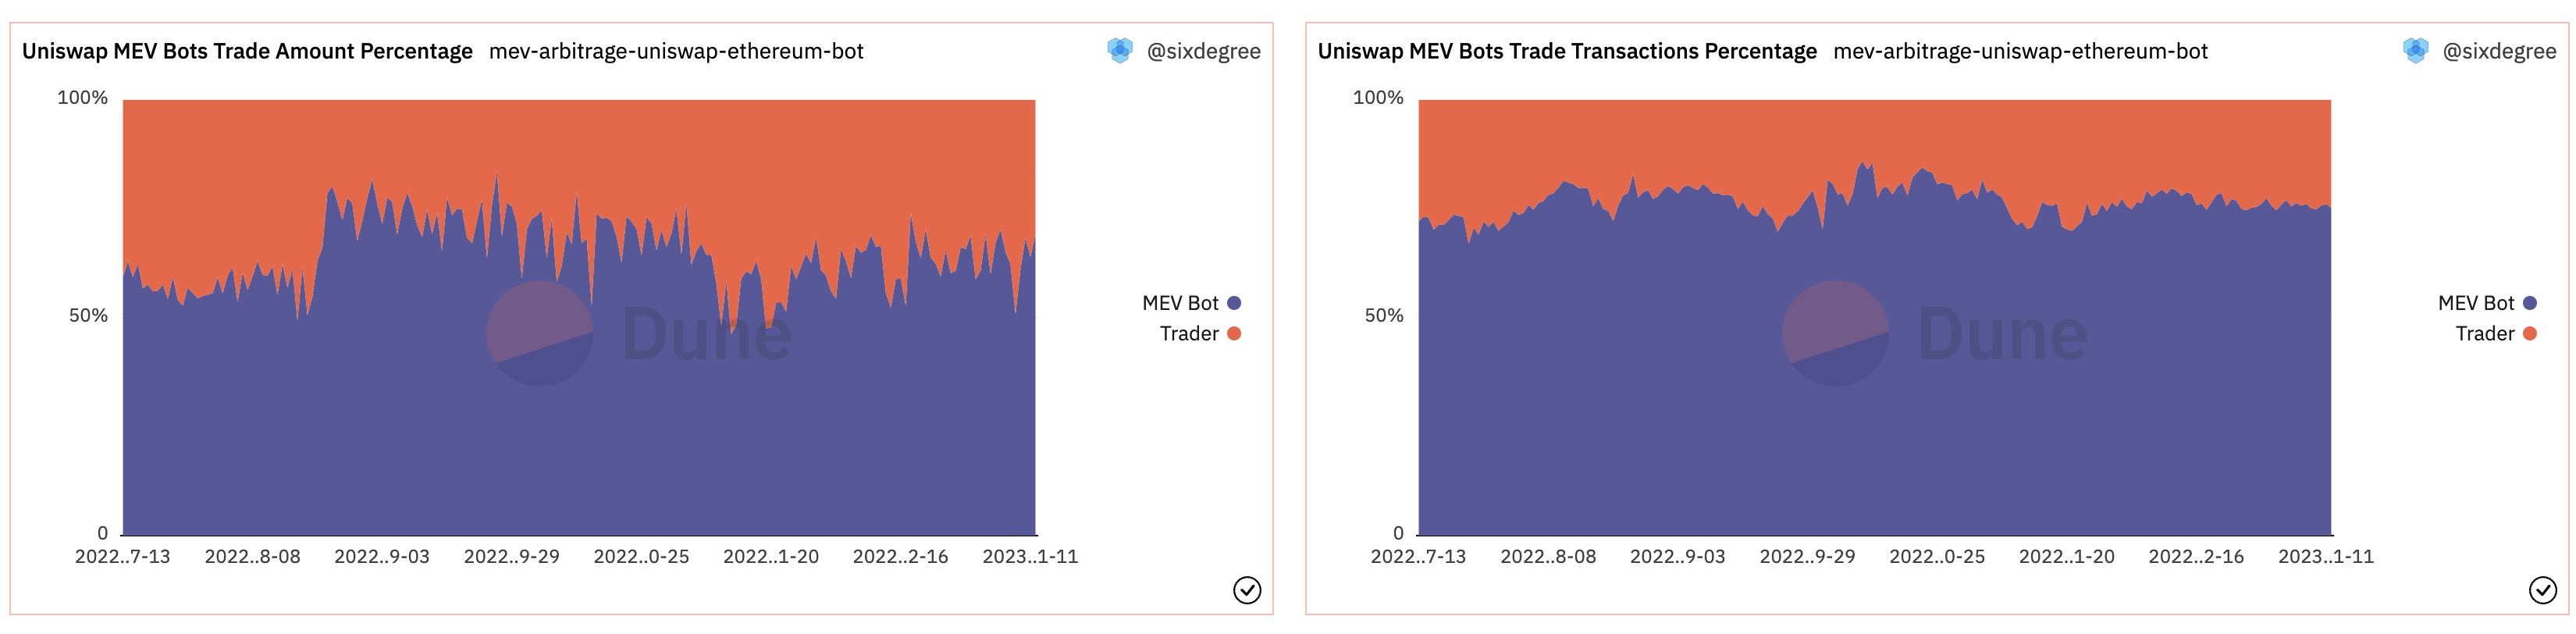 Uniswap MEV Bots Trade Amount Percentage mev-arbitrage-uniswap-ethereum-bot @sixdegree
100%
50%
0
2022..7-13 2022..8-08 2022..9-03 2022..9-29 2022..0-25 2022..1-20 2022..2-16 2023..1-11
MEV Bot
Trader
Dune
Uniswap MEV Bots Trade Transactions Percentage mev-arbitrage-uniswap-ethereum-bot @sixdegree
100%
50%
0
2022..7-13 2022..8-08 2022..9-03 2022..9-29 2022..0-25 2022..1-20 2022..2-16 2023..1-11
MEV Bot
Trader
Dune